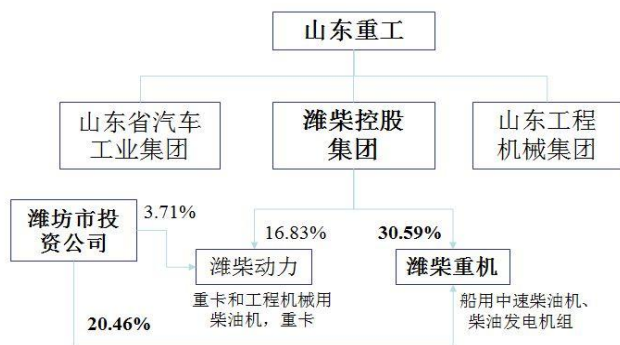 山东重工
山东省汽车
工业集团
潍柴控股
集团
山东工程
机械集团
潍坊市投
资公司
3.71%
16.83%
30.59%
潍柴动力
潍柴重机
重卡和工程机械用
柴油机，重卡
船用中速柴油机、
柴油发电机组
20.46%